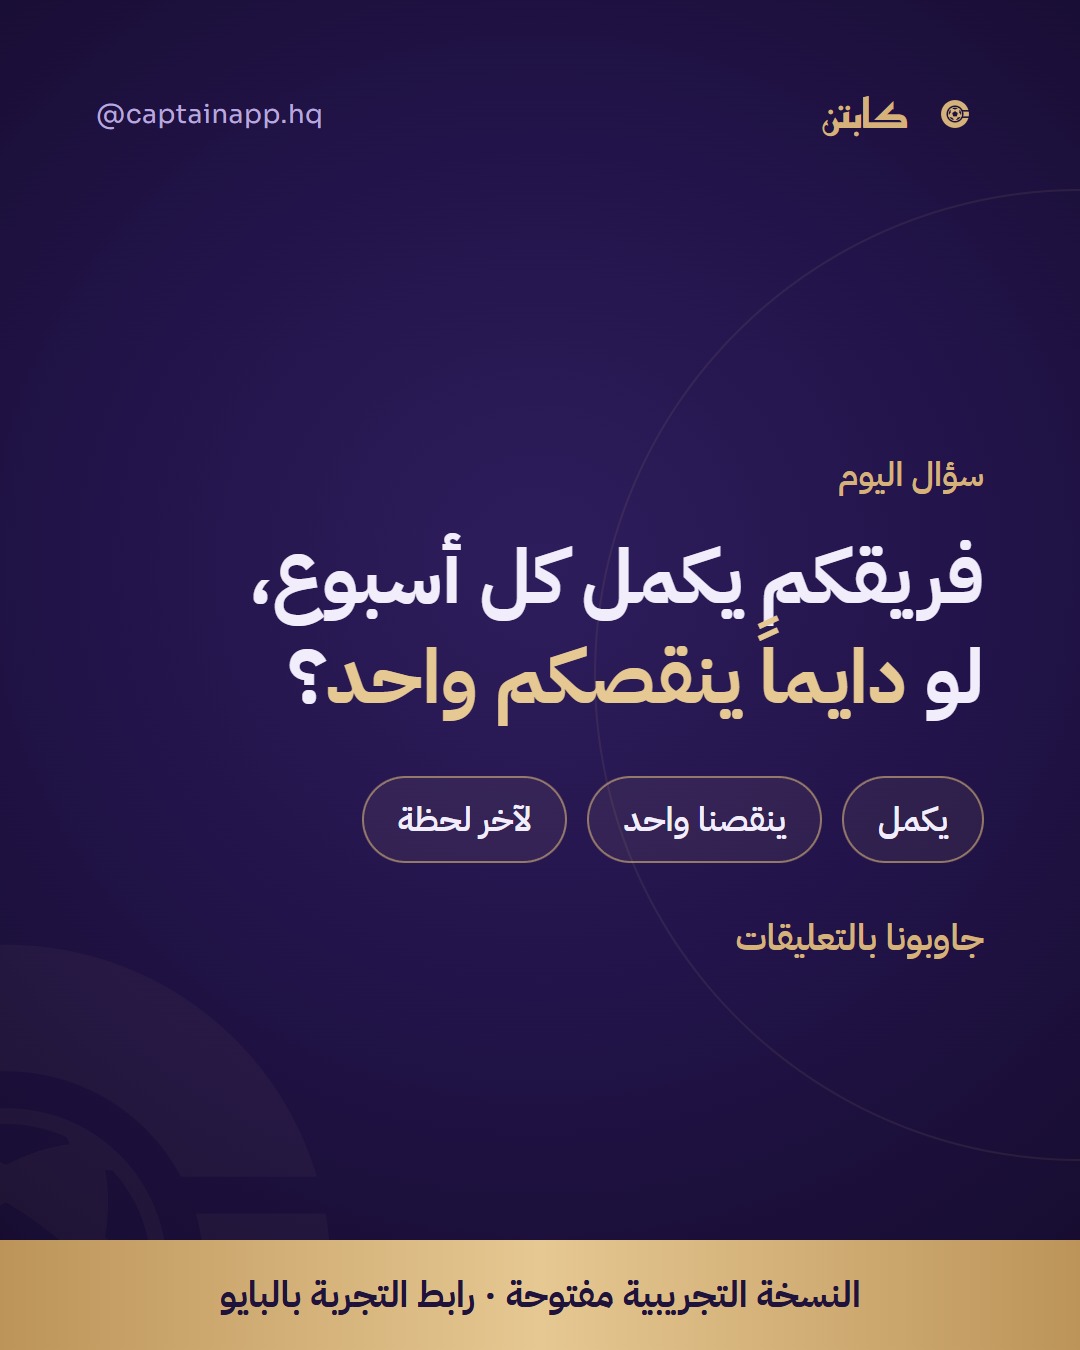 كابتن
@captainapp.hq
سؤال اليوم
فريقكم يكمل كل أسبوع،
لو دايماً ينقصكم واحد؟
يكمل
ينقصنا واحد
لآخر لحظة
جاوبونا بالتعليقات
النسخة التجريبية مفتوحة · رابط التجربة بالبايو